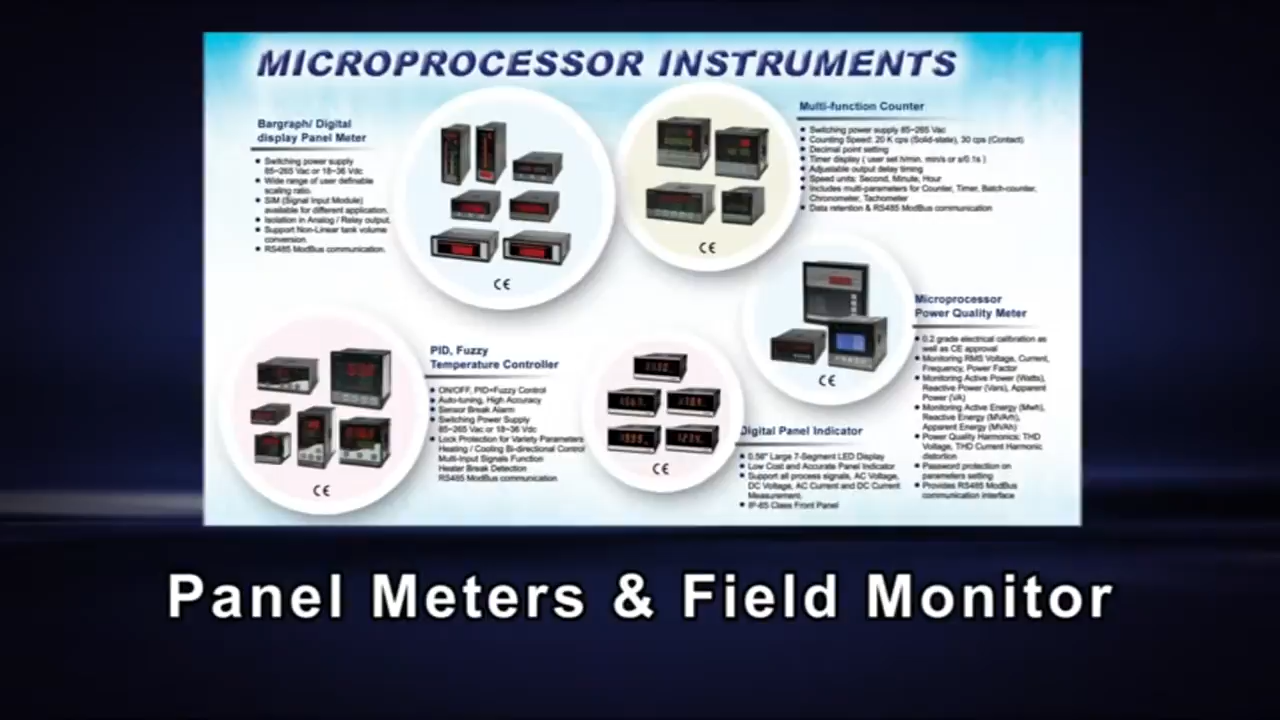 MICROPROCESSOR INSTRUMENTS
Bargraph/ Digital
display Panel Meter
Switching power supply
85~265 Vac or 18~36 Vdc
Wide range of user definable
scaling ratio.
SIM (Signal Input Module)
available for different application.
Isolation in Analog / Relay output.
Support Non-Linear tank volume
conversion.
RS485 ModBus communication.
CE
Multi-function Counter
Switching power supply 85~265 Vac
Counting Speed: 20 K cps (Solid-state), 30 cps (Contact)
Decimal point setting
Timer display ( user set h/min, min/s or s/0.1s )
Adjustable output delay timing
Speed units: Second, Minute, Hour
Includes multi-parameters for Counter, Timer, Batch-counter,
Chronometer, Tachometer
Data retention & RS485 ModBus communication
CE
Microprocessor
Power Quality Meter
0.2 grade electrical calibration as
well as CE approval
Monitoring RMS Voltage, Current,
Frequency, Power Factor
Monitoring Active Power (Watts),
Reactive Power (Vars), Apparent
Power (VA)
Monitoring Active Energy (Mwh),
Reactive Energy (MVArh),
Apparent Energy (MVAh)
Power Quality Harmonics: THD
Voltage, THD Current Harmonic
distortion
Password protection on
parameters setting
Provides RS485 ModBus
communication interface
CE
PID, Fuzzy
Temperature Controller
ON/OFF, PID+Fuzzy Control
Auto-tuning, High Accuracy
Sensor Break Alarm
Switching Power Supply
85~265 Vac or 18~36 Vdc
Lock Protection for Variety Parameters
Heating / Cooling Bi-directional Control
Multi-Input Signals Function
Heater Break Detection
RS485 ModBus communication
CE
Digital Panel Indicator
0.56" Large 7-Segment LED Display
Low Cost and Accurate Panel Indicator
Support all process signals, AC Voltage,
DC Voltage, AC Current and DC Current
Measurement.
IP-65 Class Front Panel
CE
Panel Meters & Field Monitor